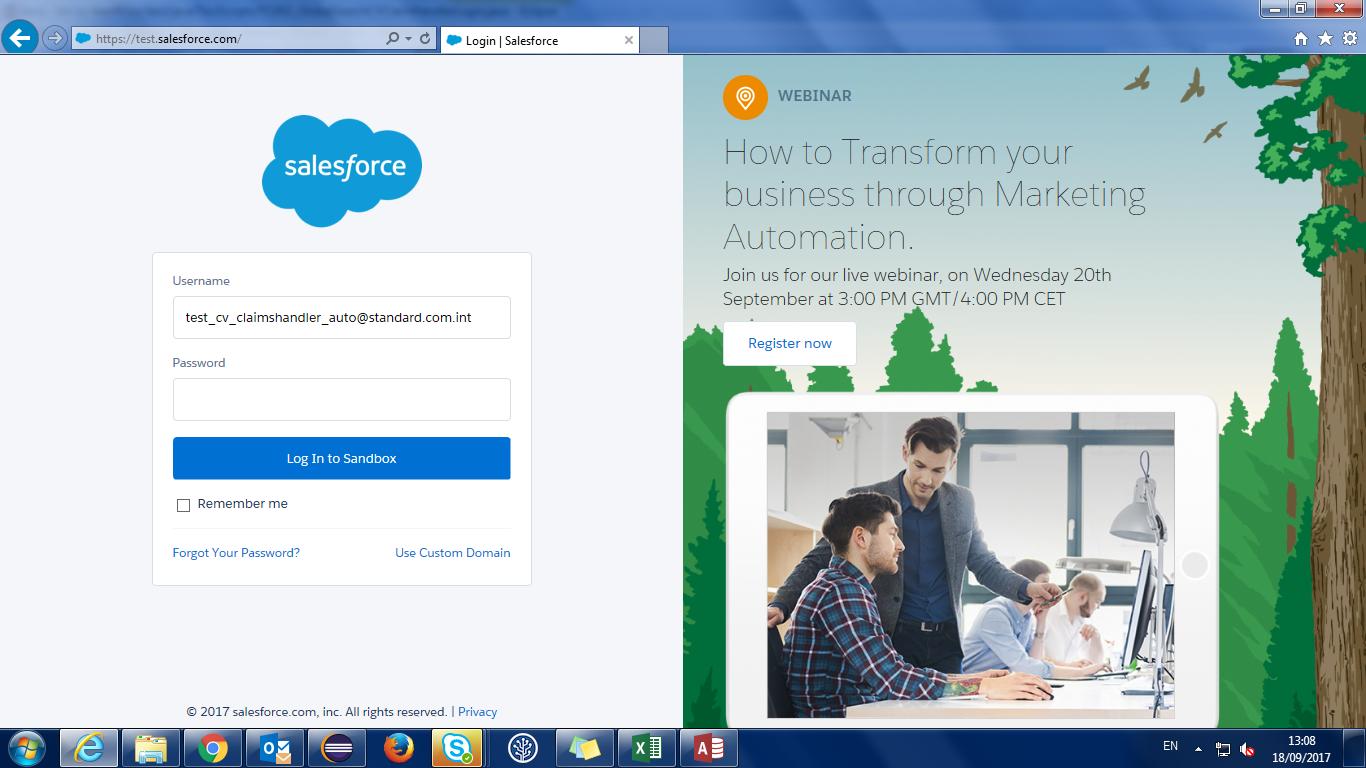 https://test.salesforce.com/
Login | Salesforce
salesforce
Username
test_cv_claimshandler_auto@standard.com.int
Password
Log In to Sandbox
Remember me
Forgot Your Password?
Use Custom Domain
© 2017 salesforce.com, inc. All rights reserved. | Privacy
WEBINAR
How to Transform your
business through Marketing
Automation.
Join us for our live webinar, on Wednesday 20th
September at 3:00 PM GMT/4:00 PM CET
Register now
EN
13:08
18/09/2017